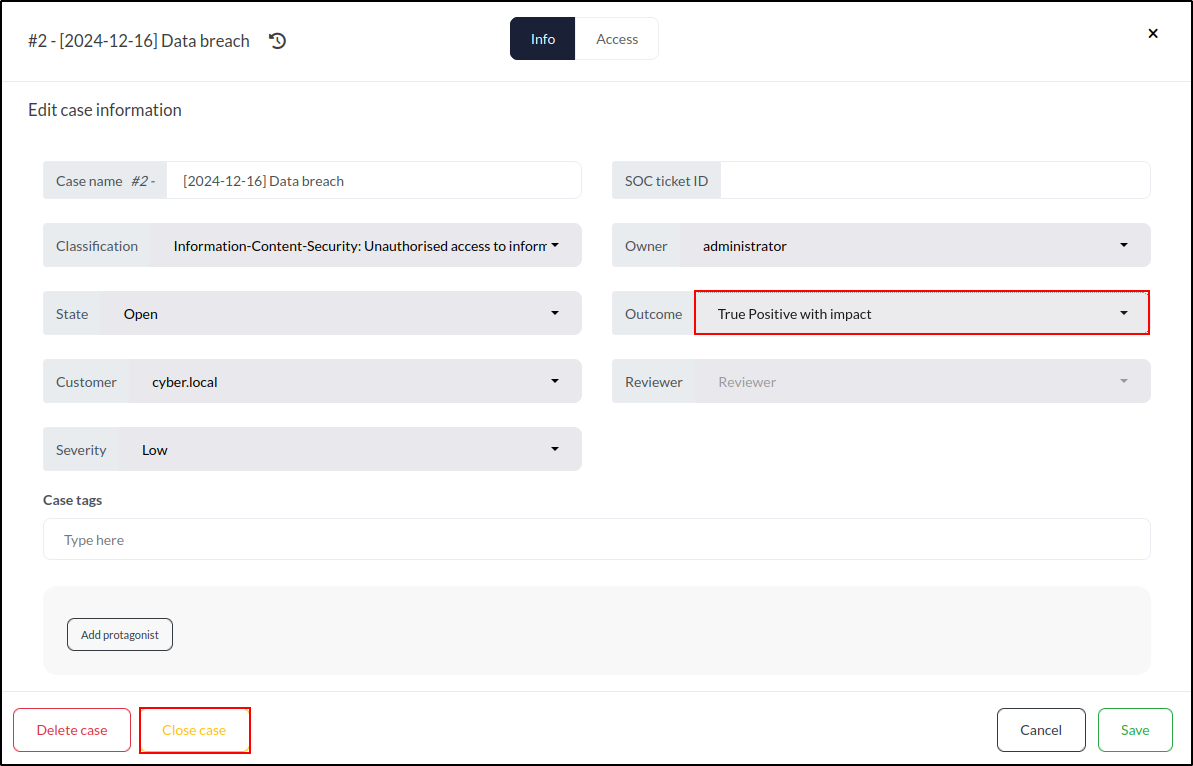 #2 - [2024-12-16] Data breach
Info
Access
×
Edit case information
Case name #2 - [2024-12-16] Data breach
SOC ticket ID
Classification Information-Content-Security: Unauthorised access to inform
Owner administrator
State Open
Outcome True Positive with impact
Customer cyber.local
Reviewer Reviewer
Severity Low
Case tags
Type here
Add protagonist
Delete case
Close case
Cancel
Save